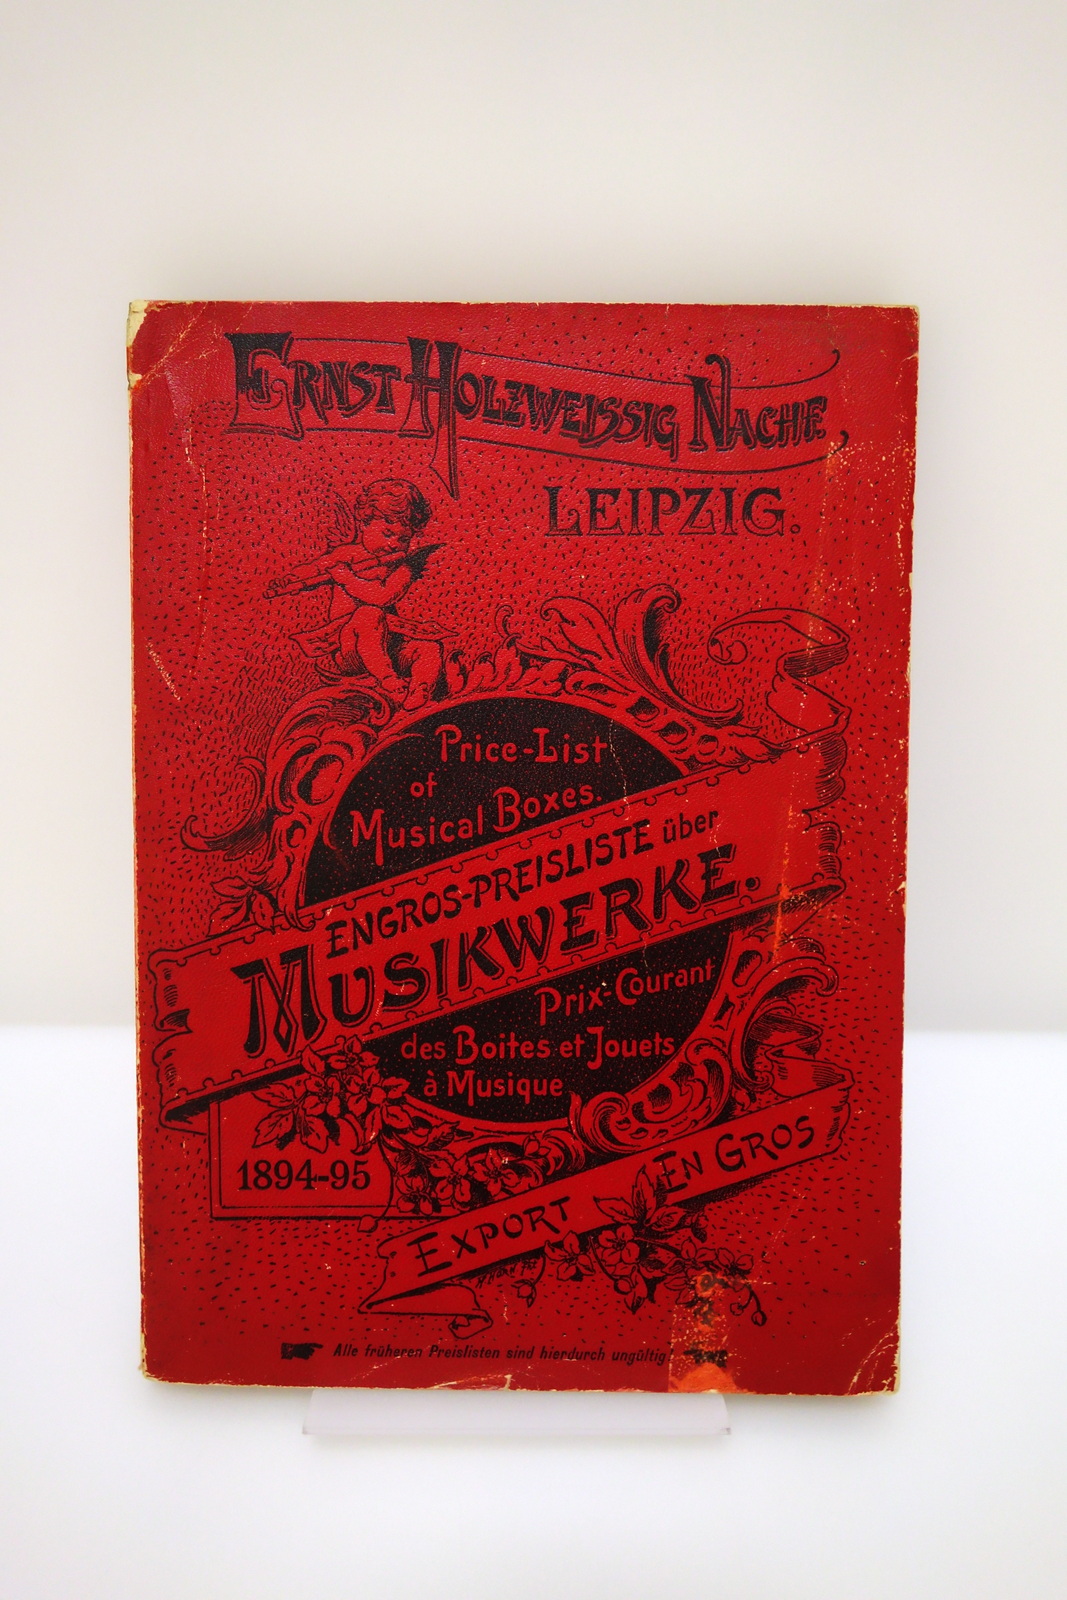 ERNST HOLZWEISSIG NACHF.,
LEIPZIG.
Price-List
of
Musical Boxes.
ENGROS-PREISLISTE über
MUSIKWERKE.
Prix-Courant
des Boites et Jouets
à Musique
1894-95
EXPORT EN GROS
Alle früheren Preislisten sind hierdurch ungültig